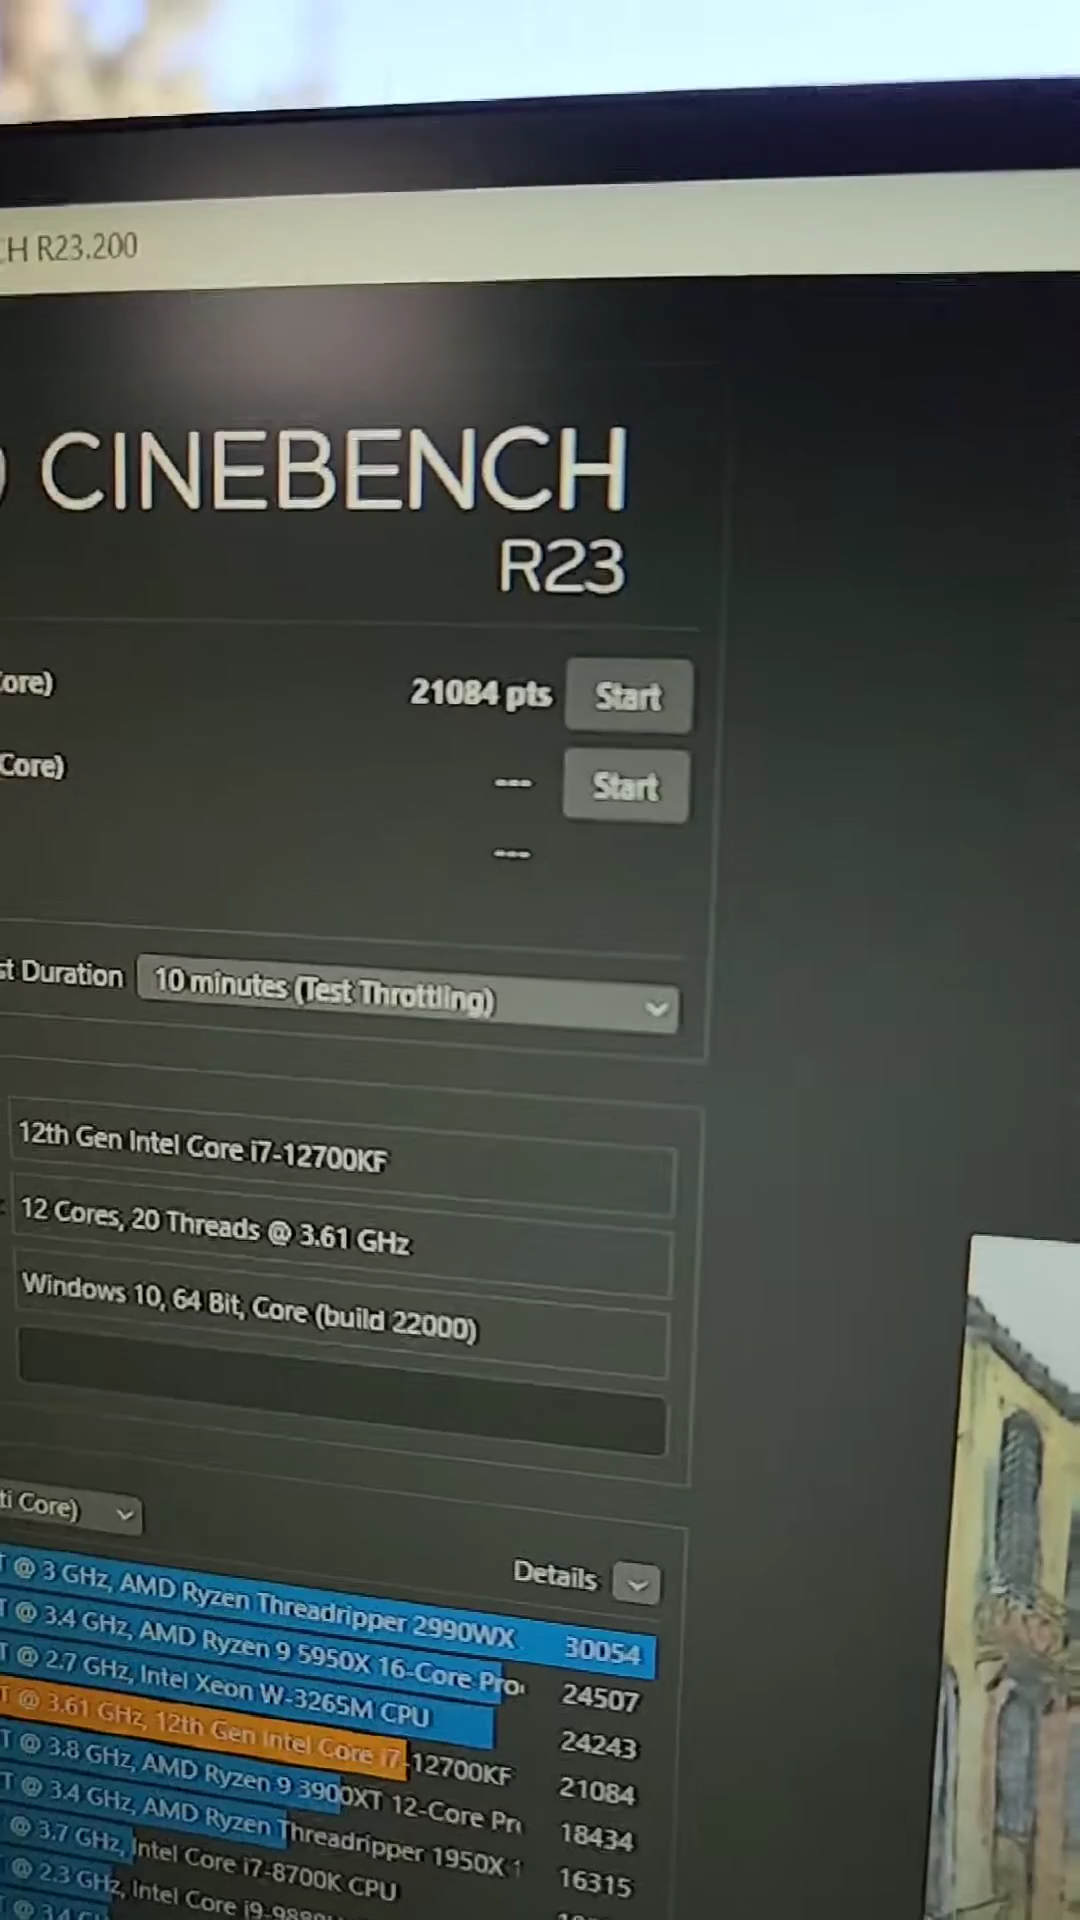 CH R23.200
CINEBENCH
R23
Core) 21084 pts Start
Core) --- Start
---
st Duration 10 minutes (Test Throttling)
12th Gen Intel Core i7-12700KF
12 Cores, 20 Threads @ 3.61 GHz
Windows 10, 64 Bit, Core (build 22000)
ti Core)
Details
T @ 3 GHz, AMD Ryzen Threadripper 2990WX 30054
T @ 3.4 GHz, AMD Ryzen 9 5950X 16-Core Pro 24507
T @ 2.7 GHz, Intel Xeon W-3265M CPU 24243
T @ 3.61 GHz, 12th Gen Intel Core i7-12700KF 21084
T @ 3.8 GHz, AMD Ryzen 9 3900XT 12-Core Pr 18434
T @ 3.4 GHz, AMD Ryzen Threadripper 1950X 1 16315
@ 3.7 GHz, Intel Core i7-8700K CPU
@ 2.3 GHz, Intel Core